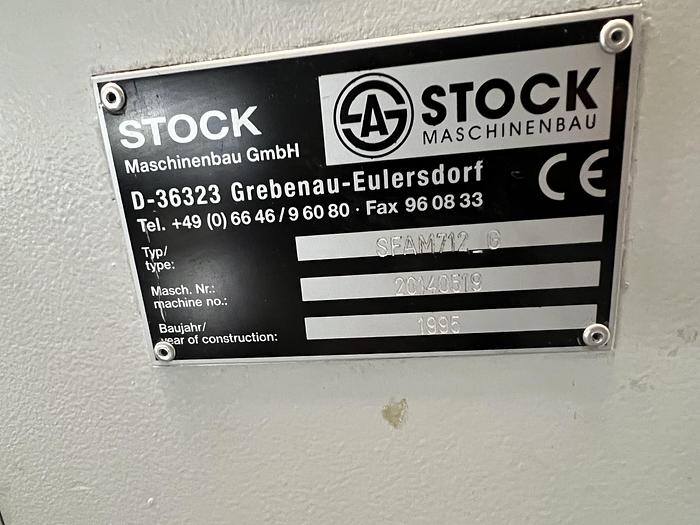 STOCK
Maschinenbau GmbH
SAG STOCK
MASCHINENBAU
D-36323 Grebenau-Eulersdorf
Tel. +49 (0) 66 46 / 9 60 80 · Fax 96 08 33
CE
Typ/
type:
SFAM712_G
Masch. Nr.:
machine no.:
20140519
Baujahr/
year of construction:
1995